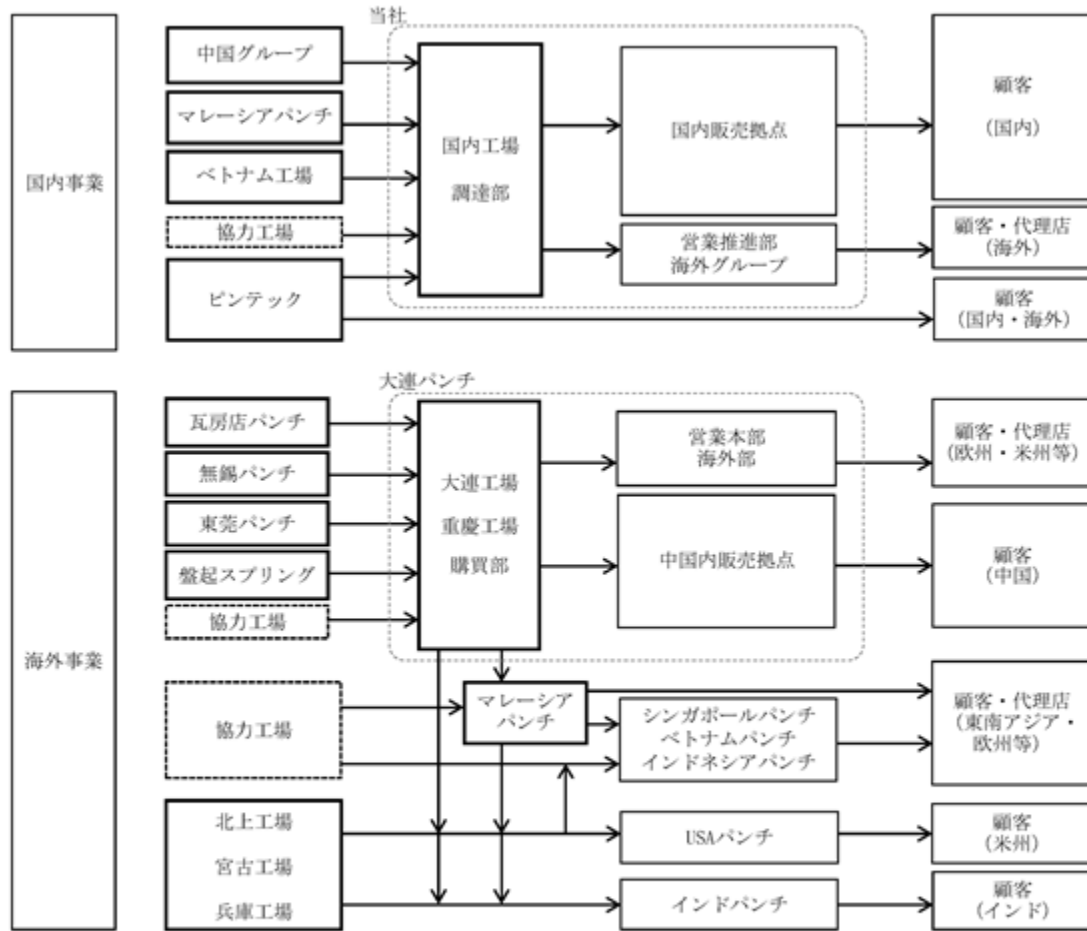 当社
国内事業
中国グループ
マレーシアパンチ
ベトナム工場
協力工場
ピンテック
国内工場
調達部
国内販売拠点
営業推進部
海外グループ
顧客
(国内)
顧客・代理店
(海外)
顧客
(国内・海外)
大連パンチ
海外事業
瓦房店パンチ
無錫パンチ
東莞パンチ
盤起スプリング
協力工場
大連工場
重慶工場
購買部
営業本部
海外部
中国内販売拠点
顧客・代理店
(欧州・米州等)
顧客
(中国)
協力工場
マレーシア
パンチ
シンガポールパンチ
ベトナムパンチ
インドネシアパンチ
顧客・代理店
(東南アジア・
欧州等)
北上工場
宮古工場
兵庫工場
USAパンチ
インドパンチ
顧客
(米州)
顧客
(インド)